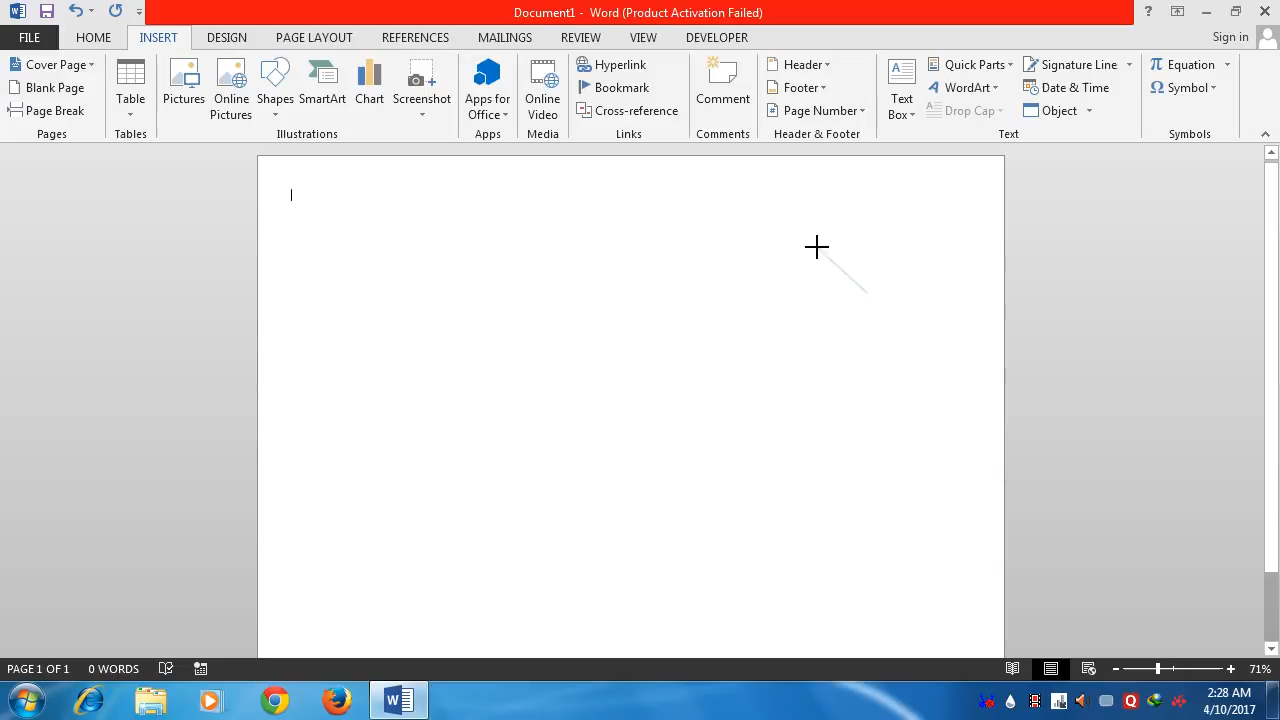 Document1 - Word (Product Activation Failed)
?
FILE HOME INSERT DESIGN PAGE LAYOUT REFERENCES MAILINGS REVIEW VIEW DEVELOPER Sign in
Cover Page
Blank Page
Page Break
Pages
Table
Tables
Pictures
Online Pictures
Shapes
SmartArt
Chart
Screenshot
Illustrations
Apps for Office
Apps
Online Video
Media
Hyperlink
Bookmark
Cross-reference
Links
Comment
Comments
Header
Footer
Page Number
Header & Footer
Text Box
Quick Parts
WordArt
Drop Cap
Signature Line
Date & Time
Object
Text
π Equation
Ω Symbol
Symbols
PAGE 1 OF 1 0 WORDS 71%
2:28 AM
4/10/2017